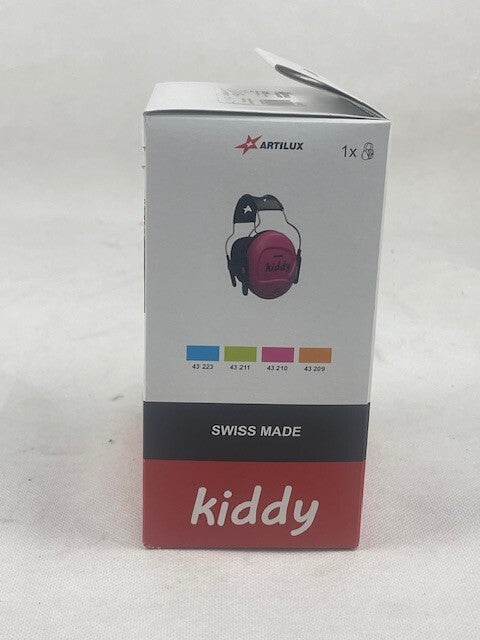 ARTILUX
1x
kiddy
43 223 43 211 43 210 43 209
SWISS MADE
kiddy